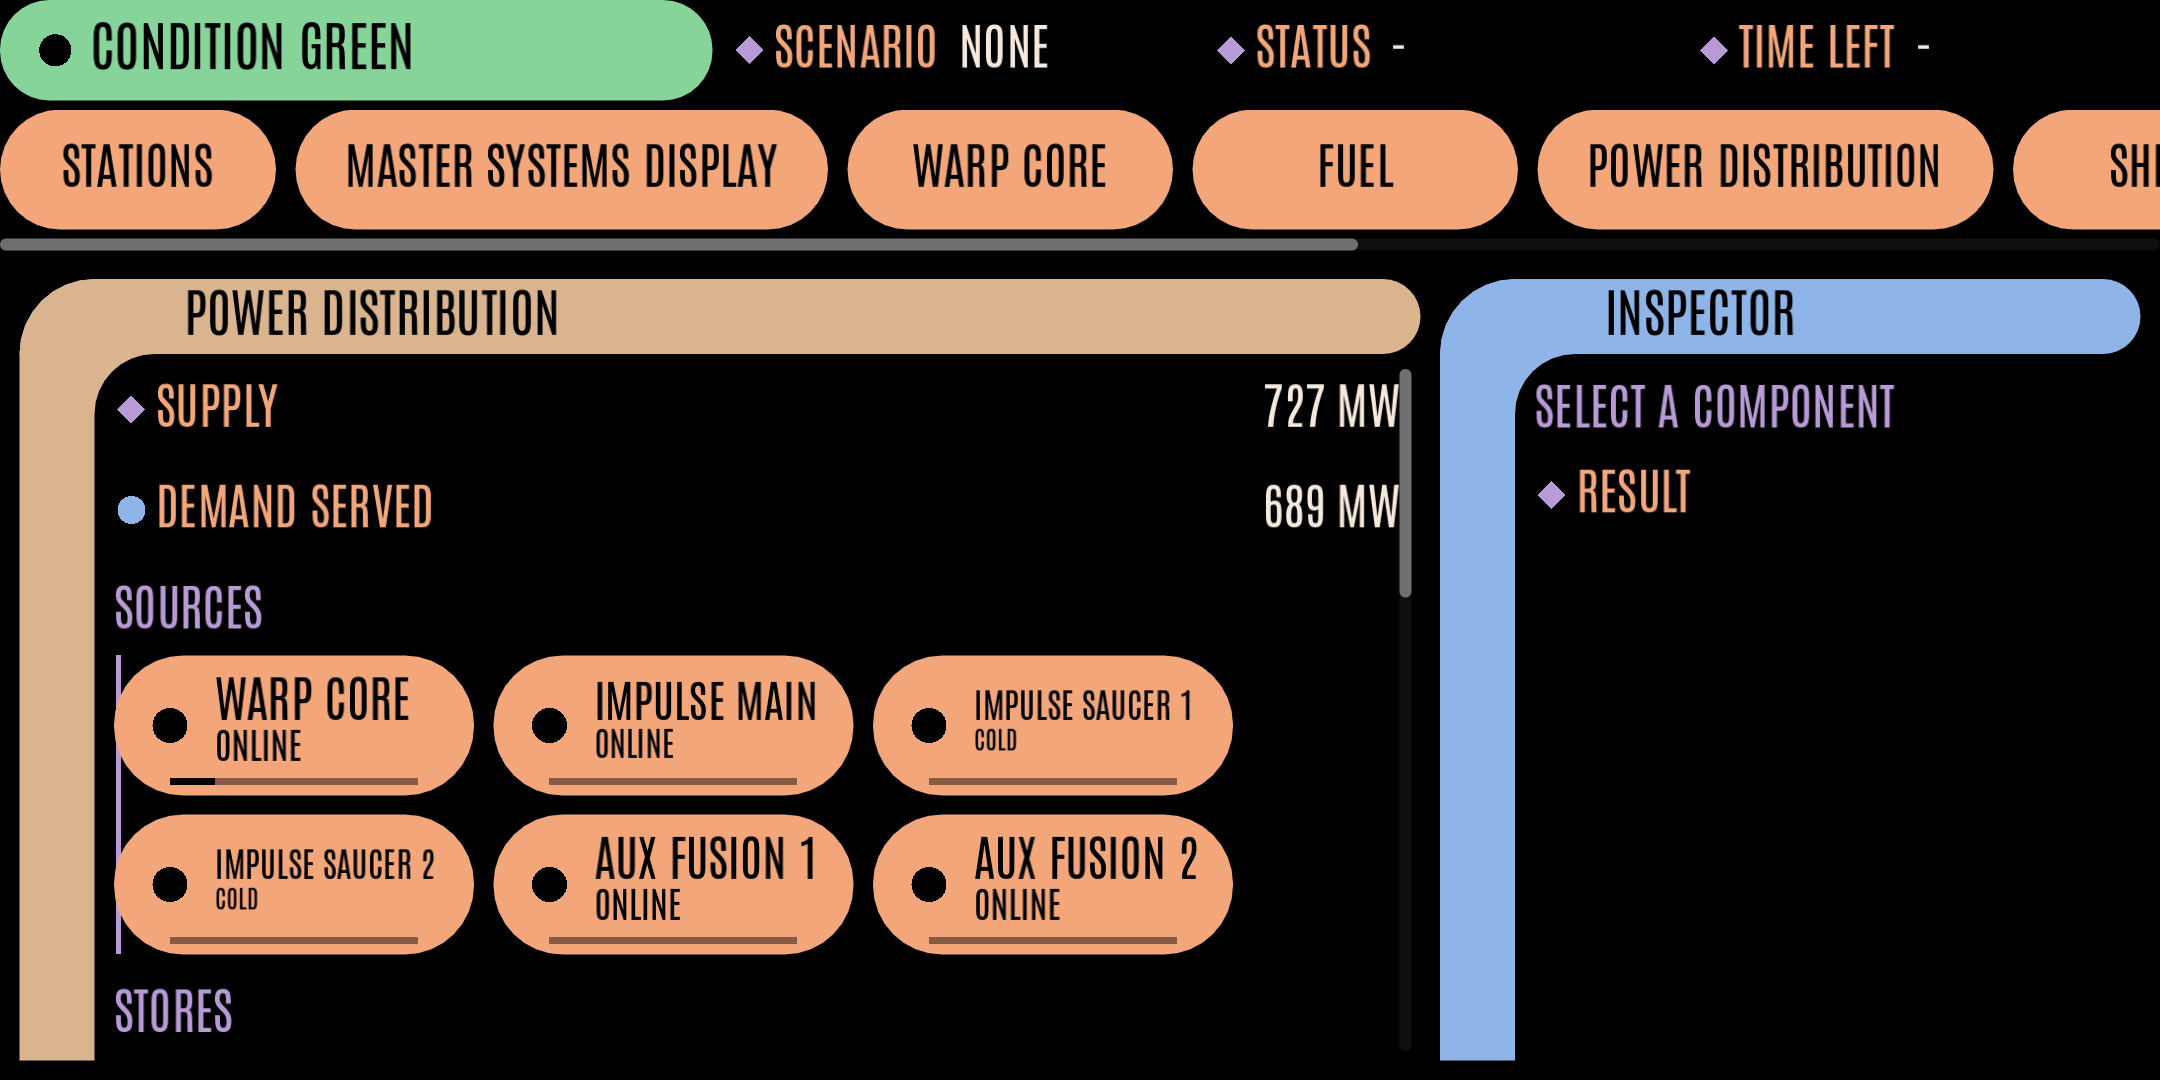 CONDITION GREEN
SCENARIO NONE
STATUS -
TIME LEFT -
STATIONS
MASTER SYSTEMS DISPLAY
WARP CORE
FUEL
POWER DISTRIBUTION
POWER DISTRIBUTION
SUPPLY 727 MW
DEMAND SERVED 689 MW
SOURCES
WARP CORE
ONLINE
IMPULSE MAIN
ONLINE
IMPULSE SAUCER 1
COLD
IMPULSE SAUCER 2
COLD
AUX FUSION 1
ONLINE
AUX FUSION 2
ONLINE
STORES
INSPECTOR
SELECT A COMPONENT
RESULT